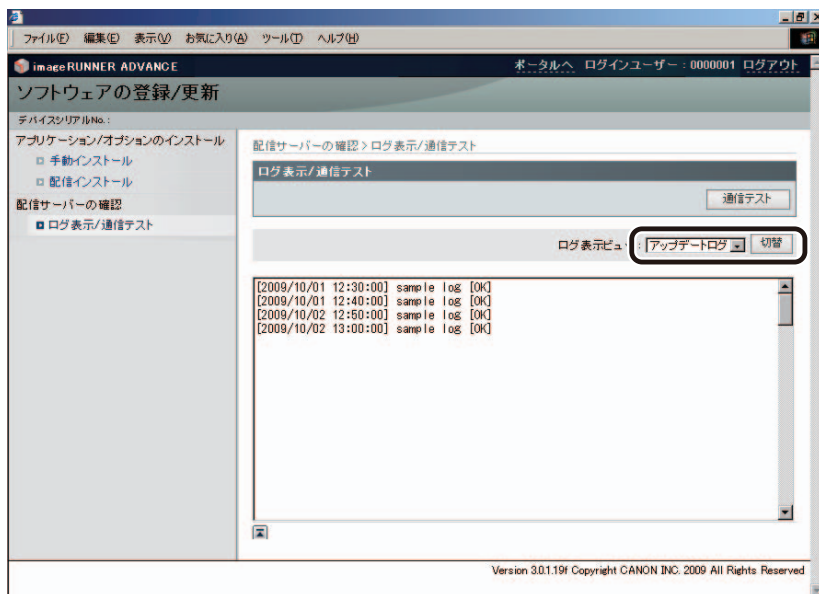 ファイル(F) 編集(E) 表示(V) お気に入り(A) ツール(T) ヘルプ(H)
imageRUNNER ADVANCE ポータルへ ログインユーザー : 0000001 ログアウト
ソフトウェアの登録/更新
デバイスシリアルNo. :
アプリケーション/オプションのインストール
手動インストール
配信インストール
配信サーバーの確認
ログ表示/通信テスト
配信サーバーの確認 > ログ表示/通信テスト
ログ表示/通信テスト
通信テスト
ログ表示ビュー : アップデートログ 切替
[2009/10/01 12:30:00] sample log [OK]
[2009/10/01 12:40:00] sample log [OK]
[2009/10/02 12:50:00] sample log [OK]
[2009/10/02 13:00:00] sample log [OK]
Version 3.0.1.19f Copyright CANON INC. 2009 All Rights Reserved